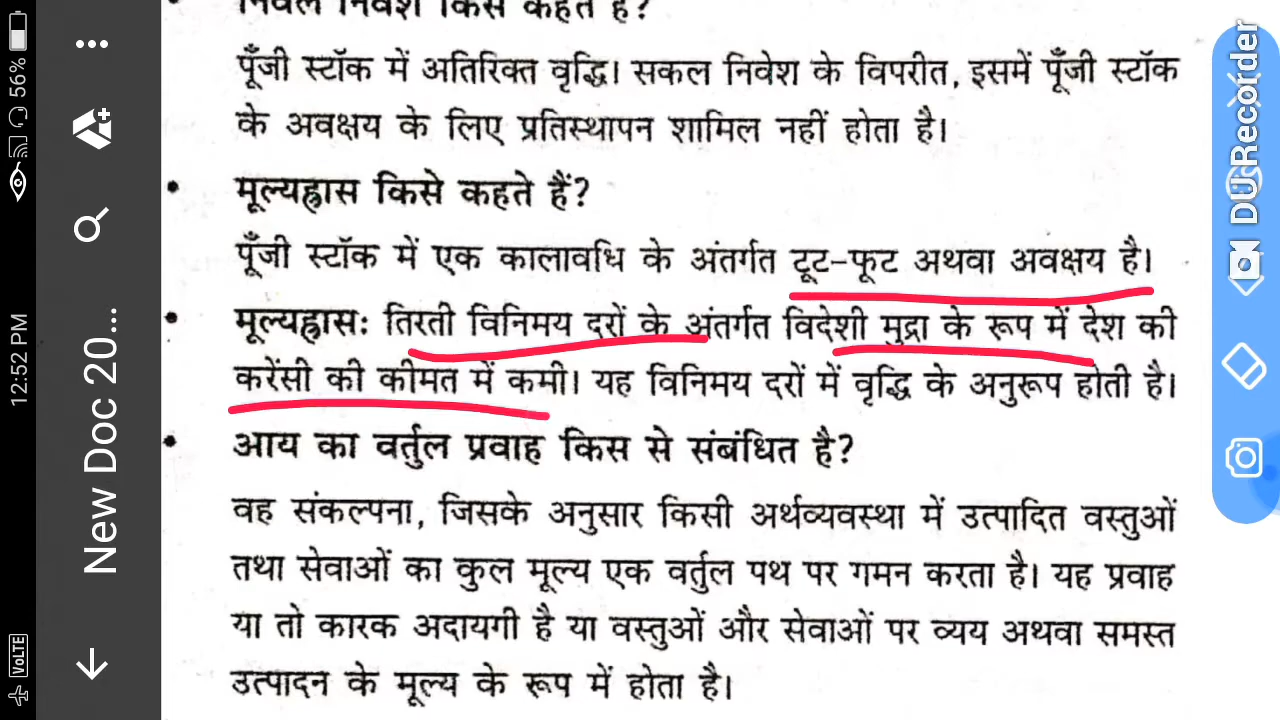 निवल निवेश किसे कहते हैं?
पूँजी स्टॉक में अतिरिक्त वृद्धि। सकल निवेश के विपरीत, इसमें पूँजी स्टॉक
के अवक्षय के लिए प्रतिस्थापन शामिल नहीं होता है।
• मूल्यह्रास किसे कहते हैं?
पूँजी स्टॉक में एक कालावधि के अंतर्गत टूट-फूट अथवा अवक्षय है।
• मूल्यह्रासः तिरती विनिमय दरों के अंतर्गत विदेशी मुद्रा के रूप में देश की
करेंसी की कीमत में कमी। यह विनिमय दरों में वृद्धि के अनुरूप होती है।
• आय का वर्तुल प्रवाह किस से संबंधित है?
वह संकल्पना, जिसके अनुसार किसी अर्थव्यवस्था में उत्पादित वस्तुओं
तथा सेवाओं का कुल मूल्य एक वर्तुल पथ पर गमन करता है। यह प्रवाह
या तो कारक अदायगी है या वस्तुओं और सेवाओं पर व्यय अथवा समस्त
उत्पादन के मूल्य के रूप में होता है।
New Doc 20...
56%
12:52 PM
VoLTE
DU Recorder